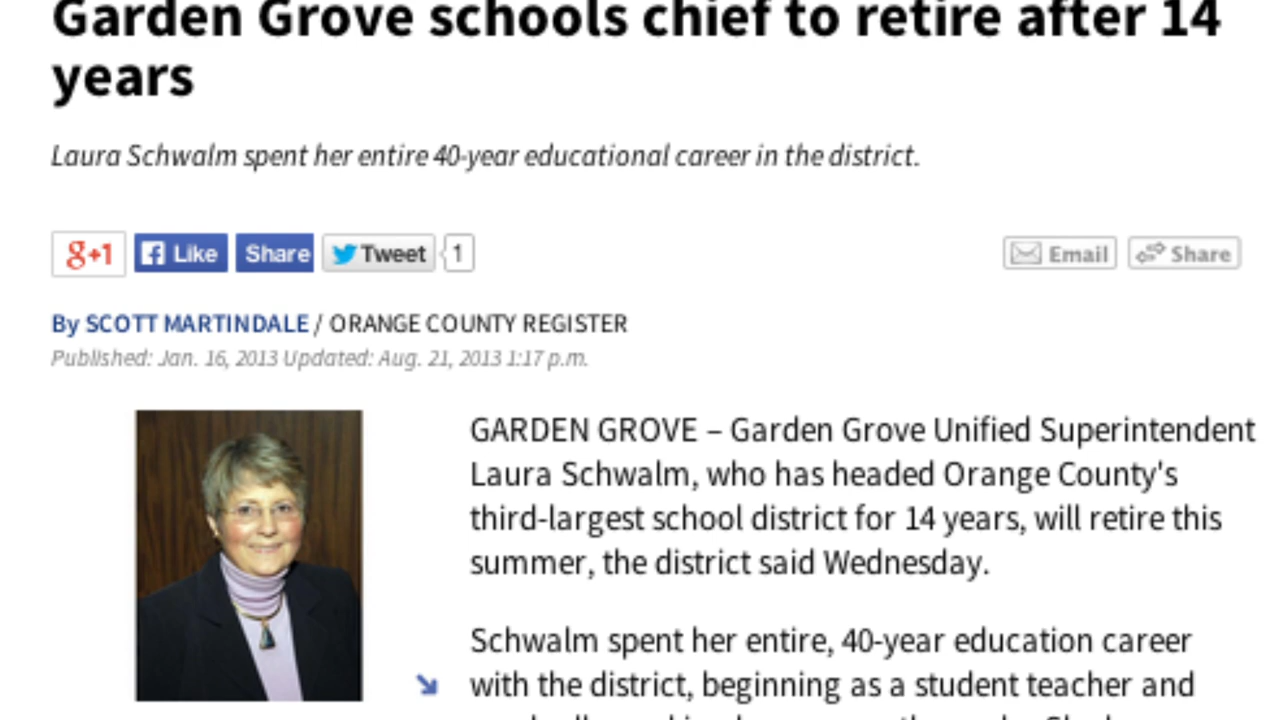 Garden Grove schools chief to retire after 14
years
Laura Schwalm spent her entire 40-year educational career in the district.
g+1 Like Share Tweet 1 Email Share
By SCOTT MARTINDALE / ORANGE COUNTY REGISTER
Published: Jan. 16, 2013 Updated: Aug. 21, 2013 1:17 p.m.
GARDEN GROVE – Garden Grove Unified Superintendent
Laura Schwalm, who has headed Orange County's
third-largest school district for 14 years, will retire this
summer, the district said Wednesday.
Schwalm spent her entire, 40-year education career
with the district, beginning as a student teacher and